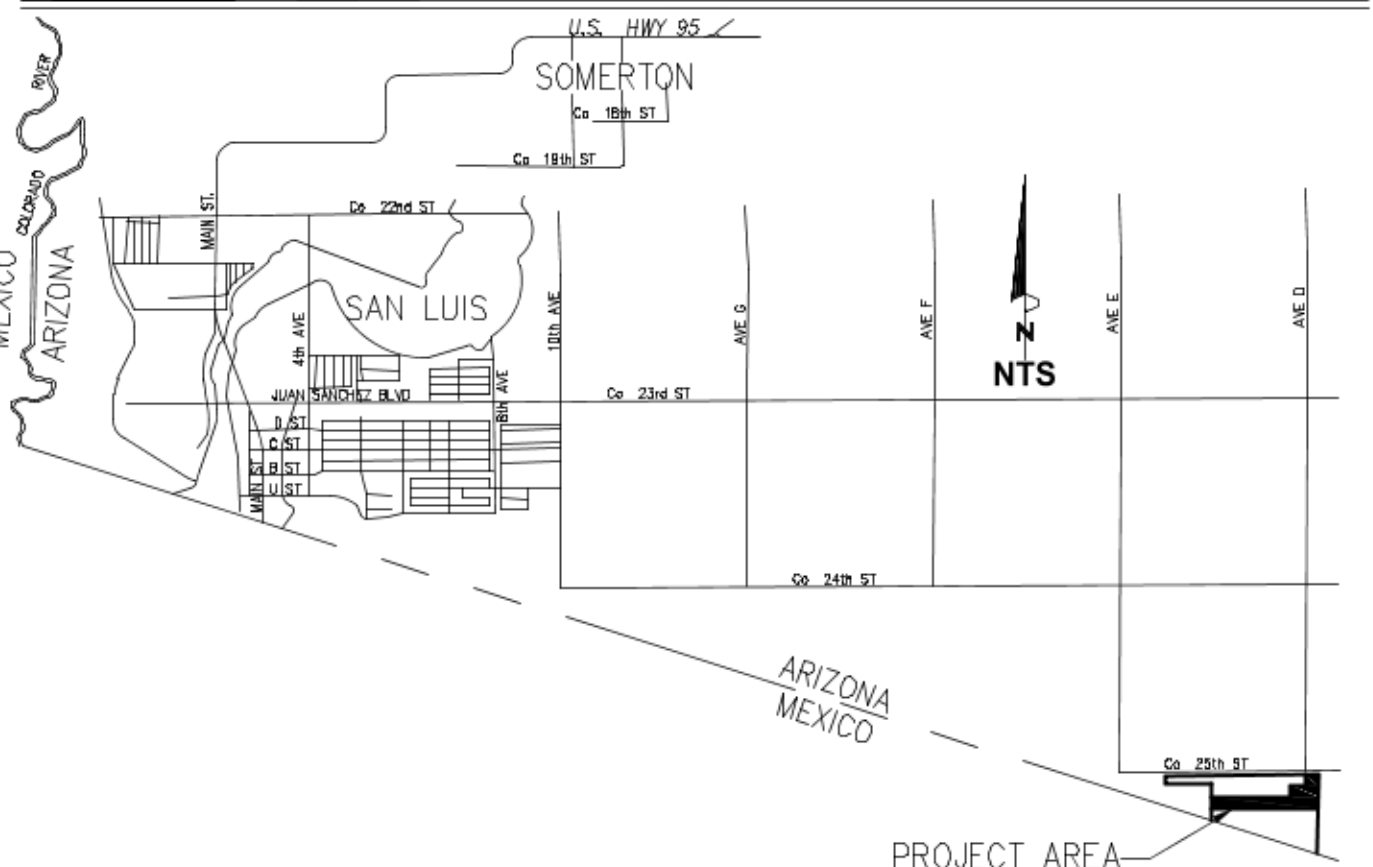 U.S. HWY 95
SOMERTON
RIVER
Co 18th ST
Co 19th ST
COLORADO
MAIN ST.
Co 22nd ST
MEXICO
ARIZONA
SAN LUIS
4th AVE
10th AVE
AVE G
AVE F
AVE E
AVE D
N
NTS
JUAN SANCHEZ BLVD
8th AVE
Co 23rd ST
D ST
C ST
B ST
U ST
MAIN ST
Co 24th ST
ARIZONA
MEXICO
Co 25th ST
PROJECT AREA